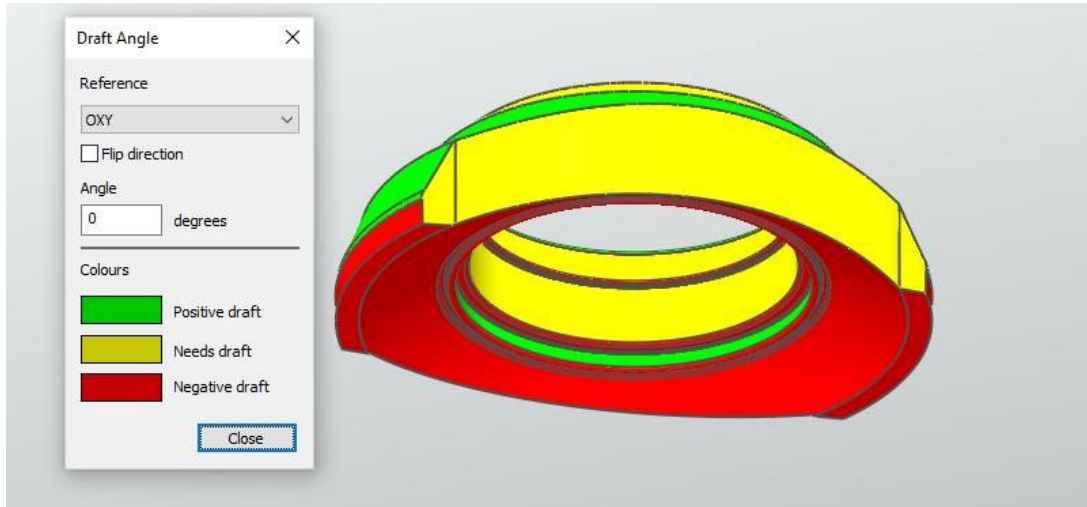 Draft Angle
Reference
OXY
Flip direction
Angle
0 degrees
Colours
Positive draft
Needs draft
Negative draft
Close